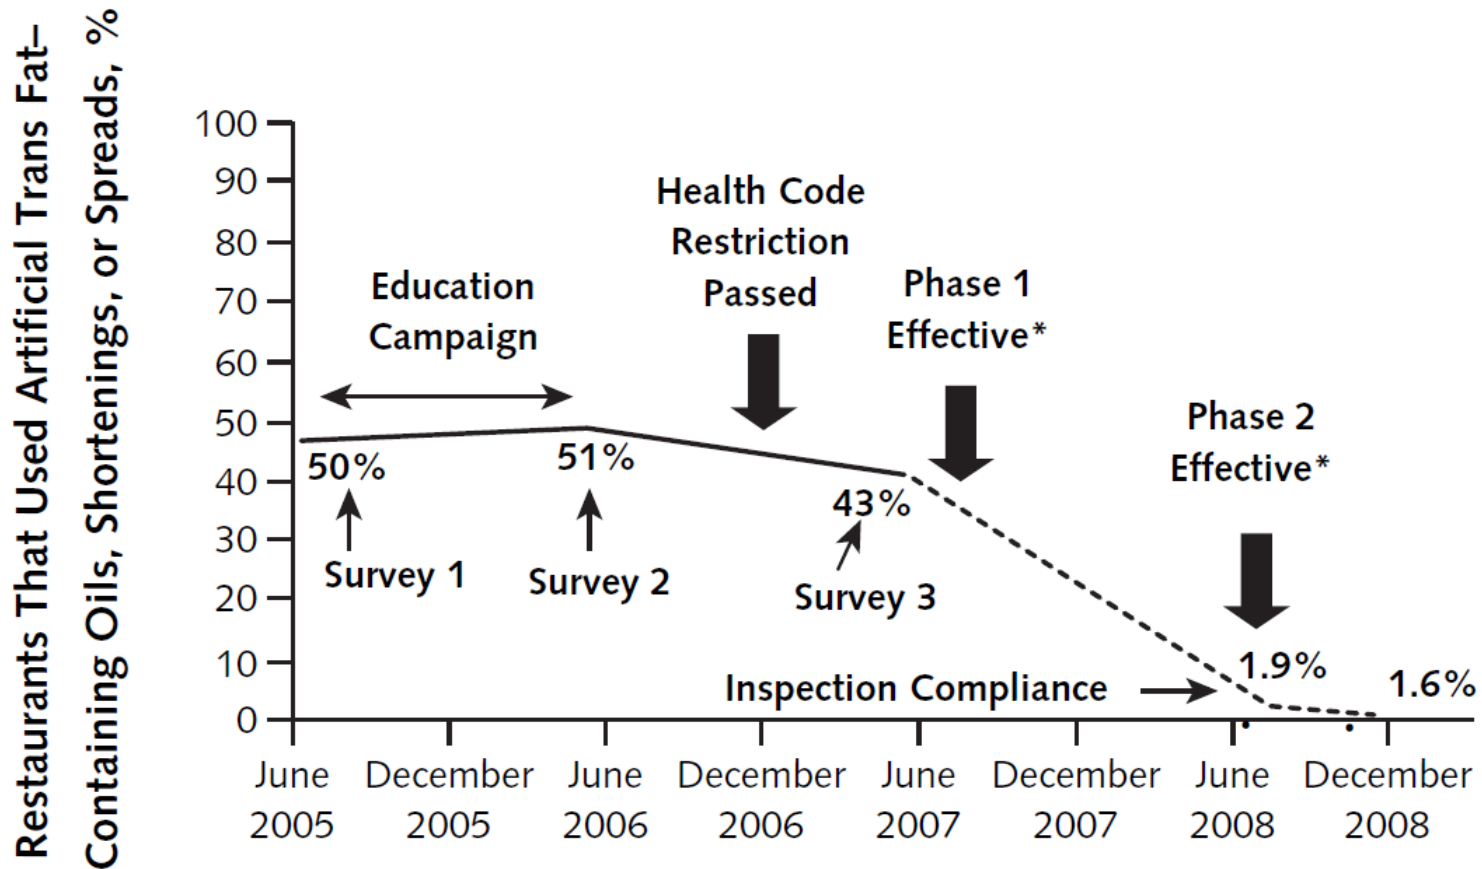 Restaurants That Used Artificial Trans Fat–
Containing Oils, Shortenings, or Spreads, %
100
90
80
70
60
50
40
30
20
10
0
Education
Campaign
Health Code
Restriction
Passed
Phase 1
Effective*
Phase 2
Effective*
50%
51%
43%
1.9%
1.6%
Survey 1
Survey 2
Survey 3
Inspection Compliance
June
2005
December
2005
June
2006
December
2006
June
2007
December
2007
June
2008
December
2008